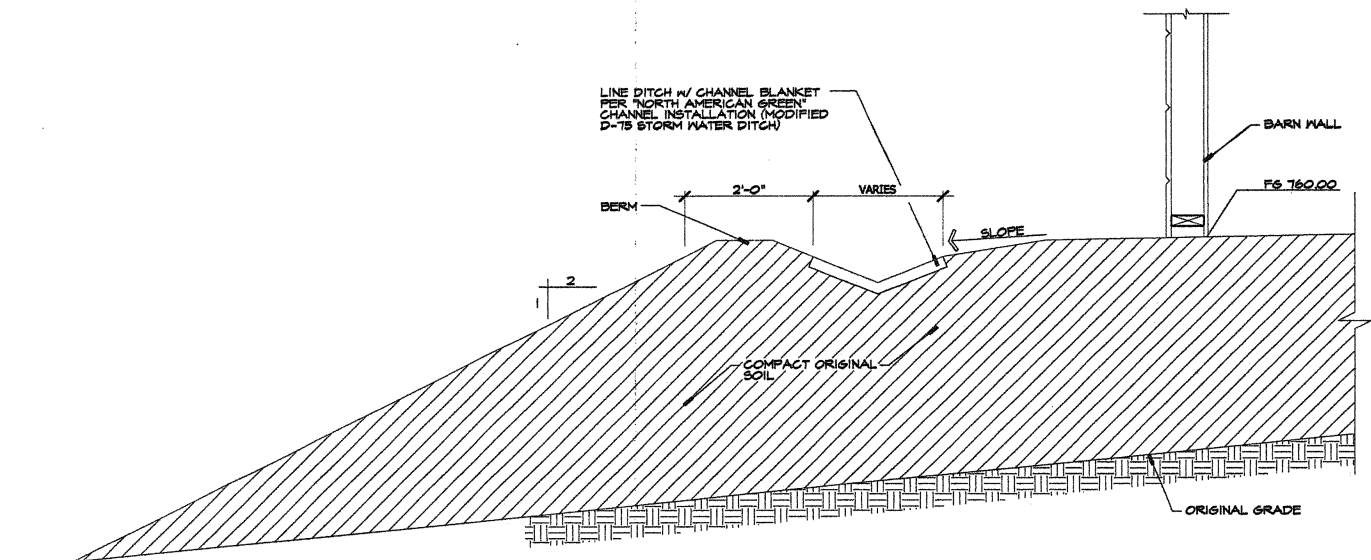 LINE DITCH W/ CHANNEL BLANKET
PER "NORTH AMERICAN GREEN"
CHANNEL INSTALLATION (MODIFIED
D-75 STORM WATER DITCH)
BARN WALL
2'-0"
VARIES
FG 760.00
BERM
SLOPE
2
1
COMPACT ORIGINAL
SOIL
ORIGINAL GRADE